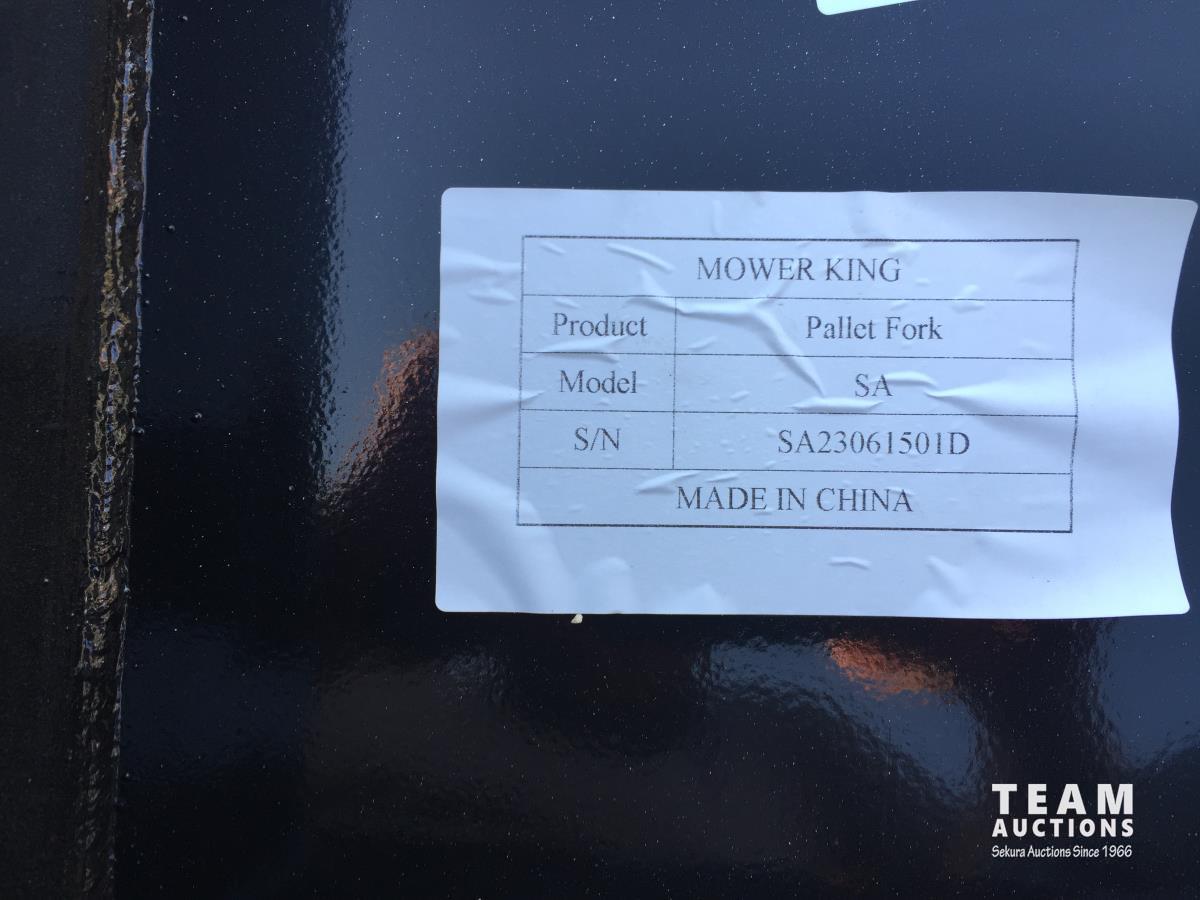 MOWER KING
Product Pallet Fork
Model SA
S/N SA23061501D
MADE IN CHINA
TEAM
AUCTIONS
Sekura Auctions Since 1966